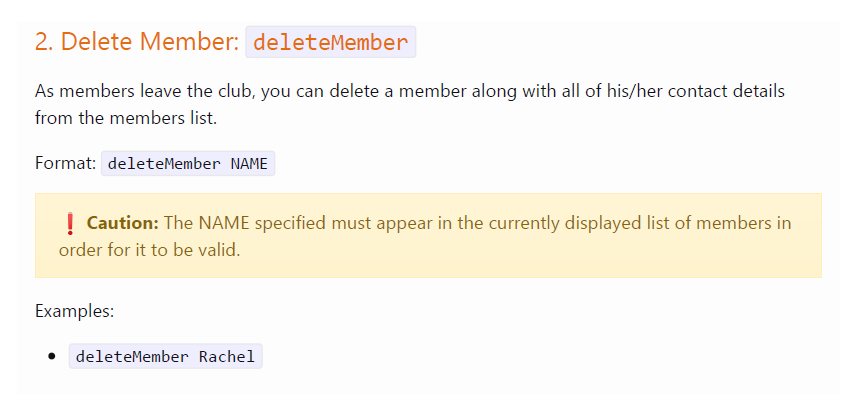 2. Delete Member: deleteMember
As members leave the club, you can delete a member along with all of his/her contact details
from the members list.
Format: deleteMember NAME
❗ Caution: The NAME specified must appear in the currently displayed list of members in
order for it to be valid.
Examples:
• deleteMember Rachel